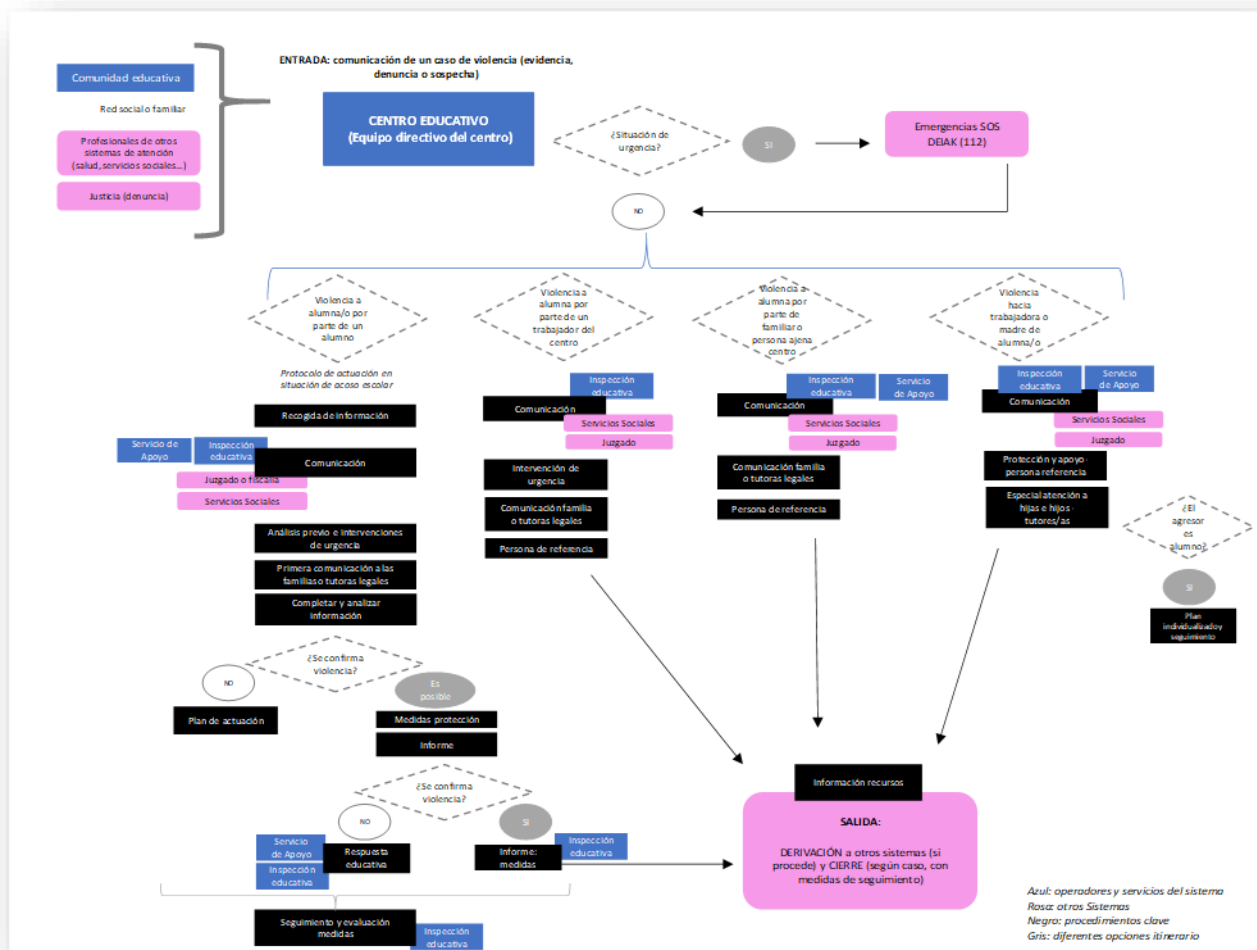 ENTRADA: comunicación de un caso de violencia (evidencia,
denuncia o sospecha)
Comunidad educativa
Red social o familiar
Profesionales de otros
sistemas de atención
(salud, servicios sociales...)
Justicia (denuncia)
CENTRO EDUCATIVO
(Equipo directivo del centro)
¿Situación de
urgencia?
SI
Emergencias SOS
DEIAK (112)
NO
Violencia a
alumna/o por
parte de un
alumno
Violencia a
alumna por
parte de un
trabajador del
centro
Violencia a
alumna por
parte de
familiar o
persona ajena
centro
Violencia
hacia
trabajadora o
madre de
alumna/o
Protocolo de actuación en
situación de acoso escolar
Recogida de información
Servicio de
Apoyo
Inspección
educativa
Comunicación
Juzgado o fiscalía
Servicios Sociales
Análisis previo e intervenciones
de urgencia
Primera comunicación a las
familias o tutoras legales
Completar y analizar
información
Inspección
educativa
Comunicación
Servicios Sociales
Juzgado
Intervención de
urgencia
Comunicación familia
o tutoras legales
Persona de referencia
Inspección
educativa
Servicio
de Apoyo
Comunicación
Servicios Sociales
Juzgado
Comunicación familia
o tutoras legales
Persona de referencia
Inspección
educativa
Servicio
de Apoyo
Comunicación
Servicios Sociales
Juzgado
Protección y apoyo -
persona referencia
Especial atención a
hijas e hijos -
tutores/as
¿El
agresor
es
alumno?
SI
Plan
individualizado y
seguimiento
¿Se confirma
violencia?
NO
Es
posible
Plan de actuación
Medidas protección
Informe
¿Se confirma
violencia?
NO
SI
Servicio
de Apoyo
Inspección
educativa
Respuesta
educativa
Informe:
medidas
Inspección
educativa
Seguimiento y evaluación
medidas
Inspección
educativa
Información recursos
SALIDA:
DERIVACIÓN a otros sistemas (si
procede) y CIERRE (según caso, con
medidas de seguimiento)
Azul: operadores y servicios del sistema
Rosa: otros Sistemas
Negro: procedimientos clave
Gris: diferentes opciones itinerario